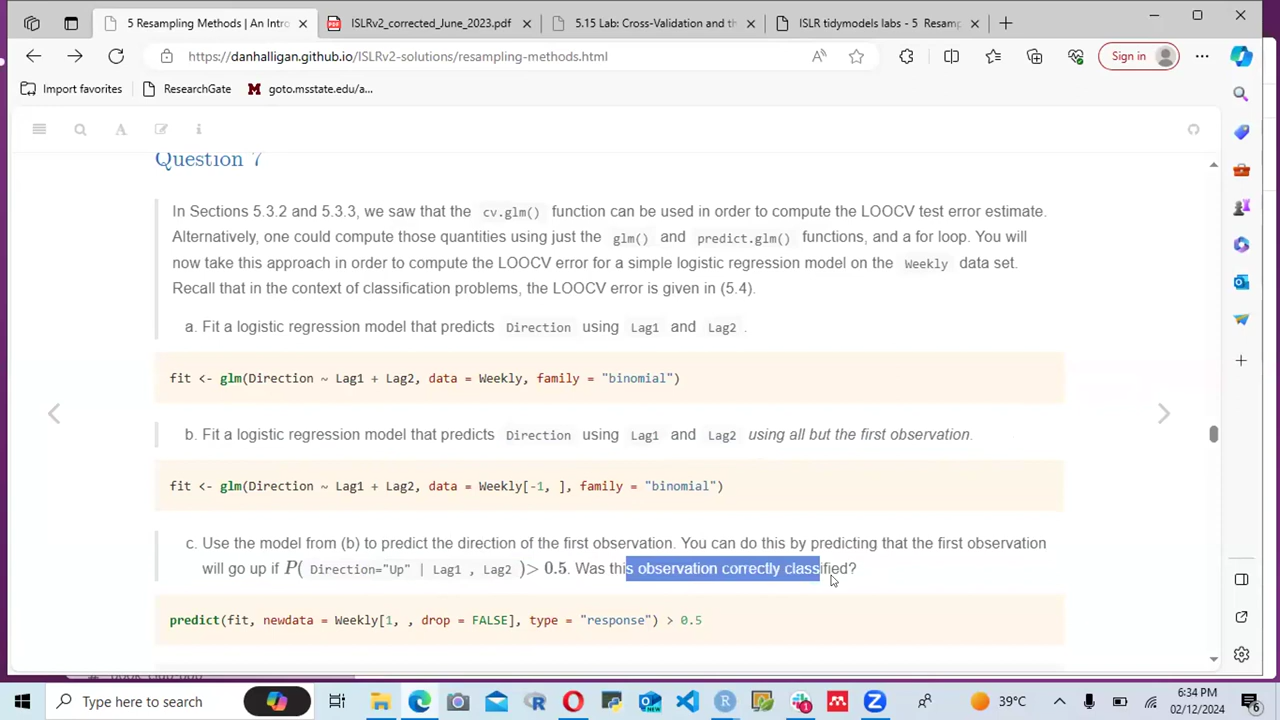 5 Resampling Methods | An Intro
ISLRv2_corrected_June_2023.pdf
5.15 Lab: Cross-Validation and th
ISLR tidymodels labs - 5 Resamp
https://danhalligan.github.io/ISLRv2-solutions/resampling-methods.html
Sign in
Import favorites
ResearchGate
goto.msstate.edu/a...
Question 7
In Sections 5.3.2 and 5.3.3, we saw that the cv.glm() function can be used in order to compute the LOOCV test error estimate.
Alternatively, one could compute those quantities using just the glm() and predict.glm() functions, and a for loop. You will
now take this approach in order to compute the LOOCV error for a simple logistic regression model on the Weekly data set.
Recall that in the context of classification problems, the LOOCV error is given in (5.4).
a. Fit a logistic regression model that predicts Direction using Lag1 and Lag2 .
fit <- glm(Direction ~ Lag1 + Lag2, data = Weekly, family = "binomial")
b. Fit a logistic regression model that predicts Direction using Lag1 and Lag2 using all but the first observation.
fit <- glm(Direction ~ Lag1 + Lag2, data = Weekly[-1, ], family = "binomial")
c. Use the model from (b) to predict the direction of the first observation. You can do this by predicting that the first observation
will go up if P( Direction="Up" | Lag1 , Lag2 )> 0.5. Was this observation correctly classified?
predict(fit, newdata = Weekly[1, , drop = FALSE], type = "response") > 0.5
Type here to search
39°C
6:34 PM
02/12/2024
6